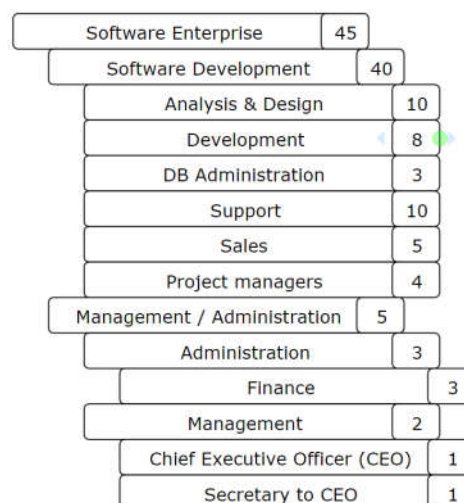 Software Enterprise 45
Software Development 40
Analysis & Design 10
Development 8
DB Administration 3
Support 10
Sales 5
Project managers 4
Management / Administration 5
Administration 3
Finance 3
Management 2
Chief Executive Officer (CEO) 1
Secretary to CEO 1